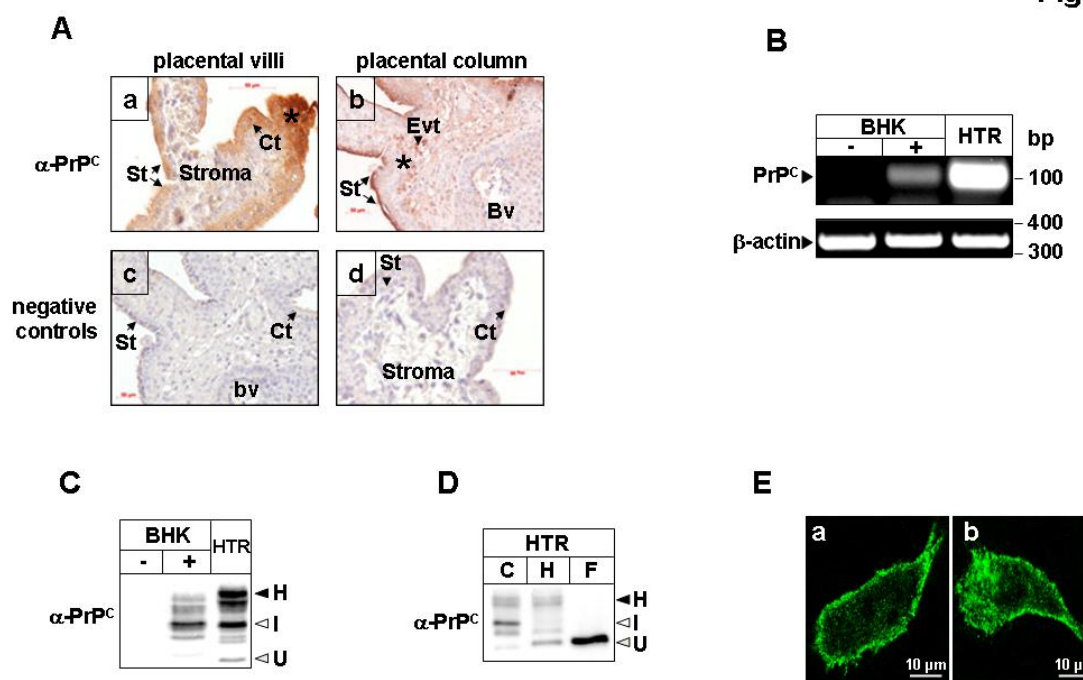 Fig
A
placental villi
placental column
α-PrPᶜ
a
*
Ct
St
Stroma
b
Evt
*
St
Bv
negative
controls
c
St
Ct
bv
d
St
Ct
Stroma
B
BHK
HTR
bp
- +
PrPᶜ
100
β-actin
400
300
C
BHK
HTR
- +
α-PrPᶜ
H
I
U
D
HTR
C H F
α-PrPᶜ
H
I
U
E
a
10 µm
b
10 µ